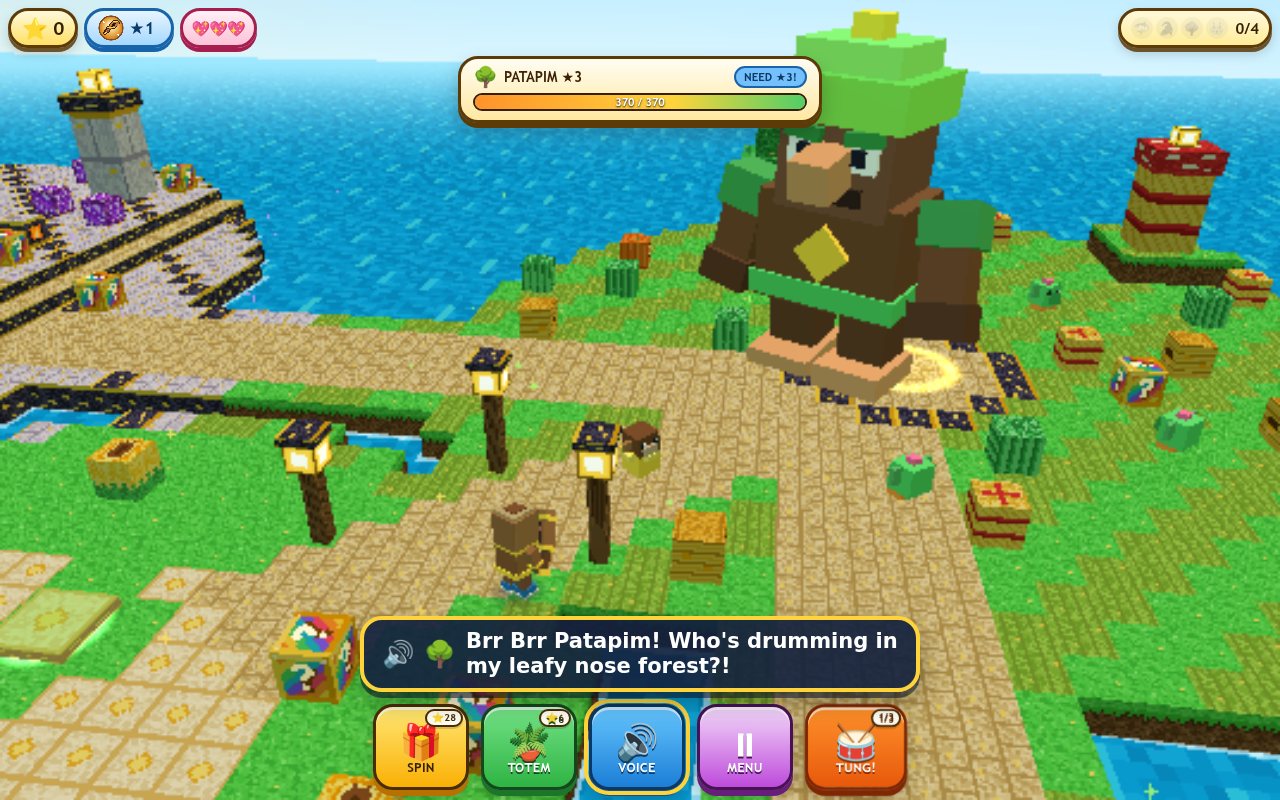 0
★1
0/4
PATAPIM ★3
NEED ★3!
370 / 370
Brr Brr Patapim! Who's drumming in
my leafy nose forest?!
28
6
1/3
SPIN
TOTEM
VOICE
MENU
TUNG!